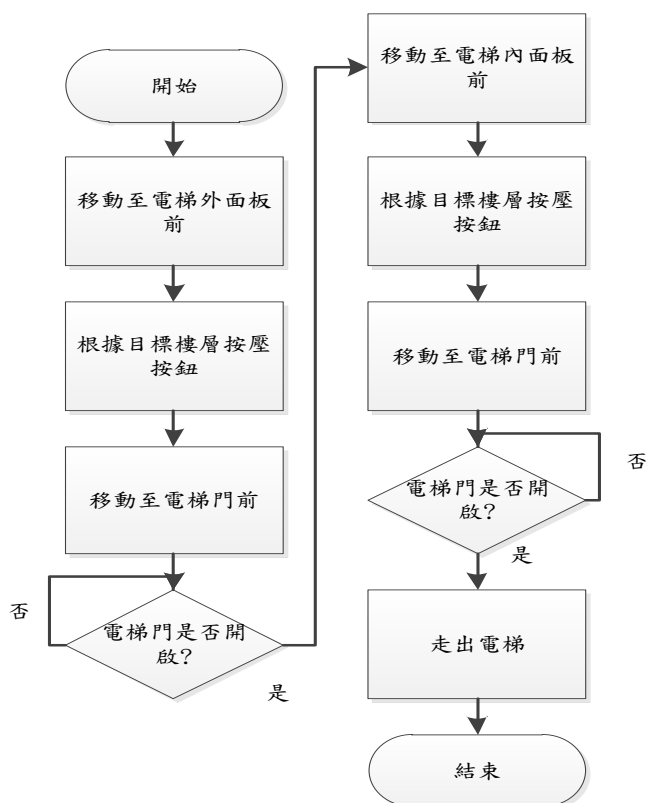 開始
移動至電梯外面板
前
根據目標樓層按壓
按鈕
移動至電梯門前
電梯門是否開
啟?
否
是
移動至電梯內面板
前
根據目標樓層按壓
按鈕
移動至電梯門前
電梯門是否開
啟?
否
是
走出電梯
結束